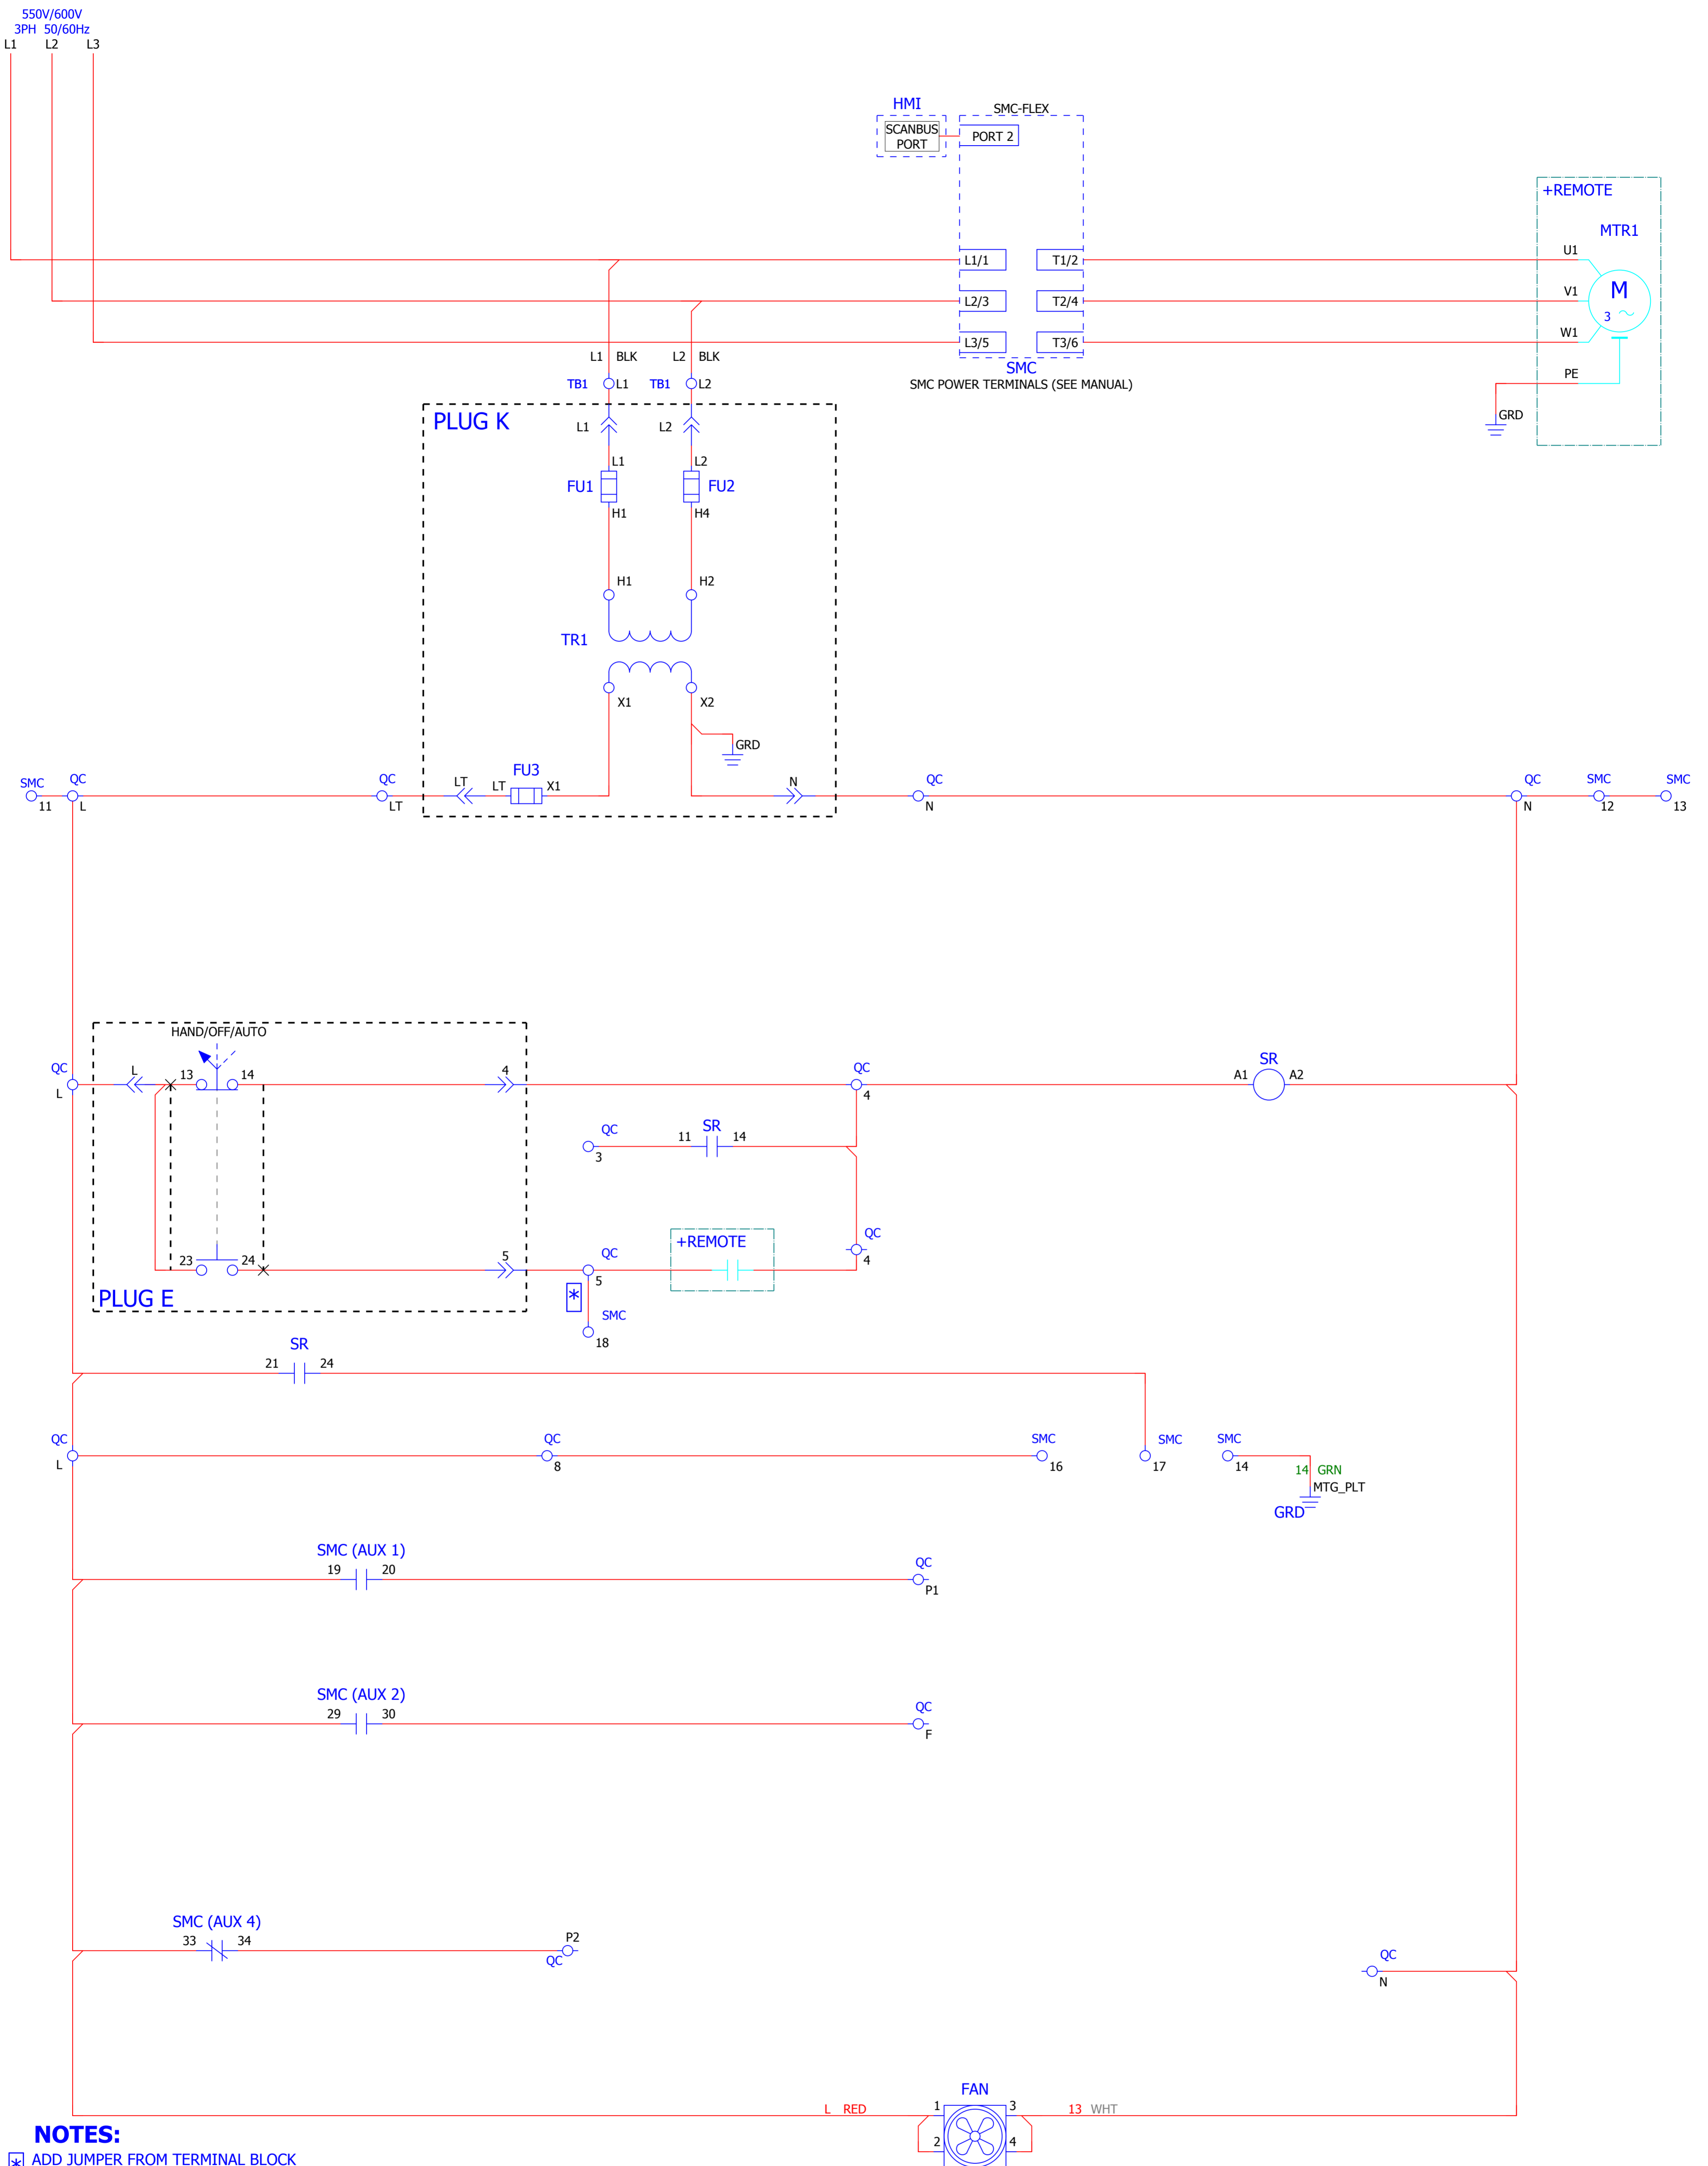 550V/600V
3PH 50/60Hz
L1 L2 L3
HMI
SMC-FLEX
SCANBUS
PORT
PORT 2
+REMOTE
MTR1
L1/1 T1/2 U1
L2/3 T2/4 V1
M
3
L3/5 T3/6 W1
L1 BLK L2 BLK
SMC
SMC POWER TERMINALS (SEE MANUAL)
PE
GRD
TB1 L1 TB1 L2
PLUG K
L1 L2
L1 L2
FU1 FU2
H1 H4
H1 H2
TR1
X1 X2
GRD
SMC QC QC LT LT FU3 X1 N QC QC SMC SMC
11 L LT N N 12 13
HAND/OFF/AUTO
QC L 13 14 4 QC SR
L 4 A1 A2
QC 11 SR 14
3
+REMOTE QC
23 24 5 QC 4
5
PLUG E
*
SMC
18
SR
21 24
QC QC SMC SMC SMC
L 8 16 17 14
14 GRN
MTG_PLT
GRD
SMC (AUX 1)
19 20 QC
P1
SMC (AUX 2)
29 30 QC
F
SMC (AUX 4)
33 34 P2
QC
QC
N
FAN
L RED 1 3 13 WHT
2 4
NOTES:
* ADD JUMPER FROM TERMINAL BLOCK